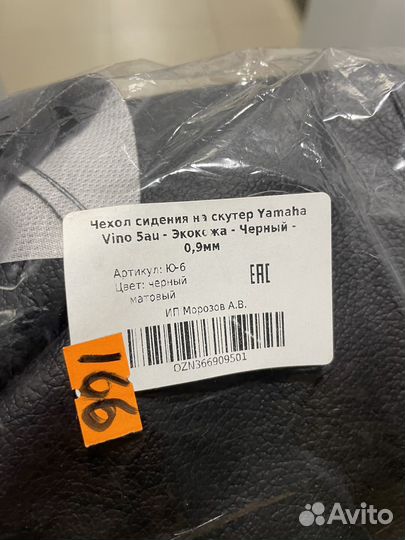 Чехол сидения на скутер Yamaha
Vino 5au - Экокожа - Черный -
0,9мм
Артикул: Ю-6
Цвет: черный
матовый
EAC
ИП Морозов А.В.
OZN366909501
166
Avito